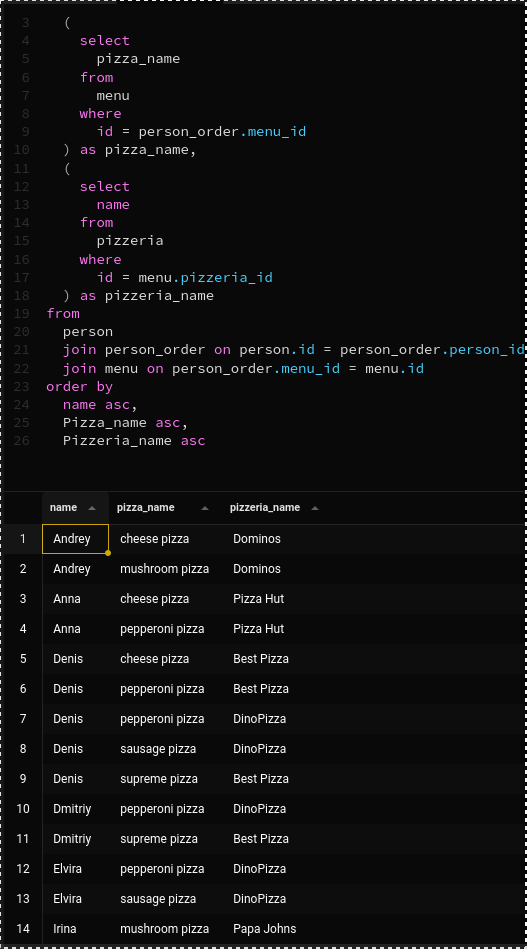 3 (
4 select
5 pizza_name
6 from
7 menu
8 where
9 id = person_order.menu_id
10 ) as pizza_name,
11 (
12 select
13 name
14 from
15 pizzeria
16 where
17 id = menu.pizzeria_id
18 ) as pizzeria_name
19 from
20 person
21 join person_order on person.id = person_order.person_id
22 join menu on person_order.menu_id = menu.id
23 order by
24 name asc,
25 Pizza_name asc,
26 Pizzeria_name asc
name pizza_name pizzeria_name
1 Andrey cheese pizza Dominos
2 Andrey mushroom pizza Dominos
3 Anna cheese pizza Pizza Hut
4 Anna pepperoni pizza Pizza Hut
5 Denis cheese pizza Best Pizza
6 Denis pepperoni pizza Best Pizza
7 Denis pepperoni pizza DinoPizza
8 Denis sausage pizza DinoPizza
9 Denis supreme pizza Best Pizza
10 Dmitriy pepperoni pizza DinoPizza
11 Dmitriy supreme pizza Best Pizza
12 Elvira pepperoni pizza DinoPizza
13 Elvira sausage pizza DinoPizza
14 Irina mushroom pizza Papa Johns